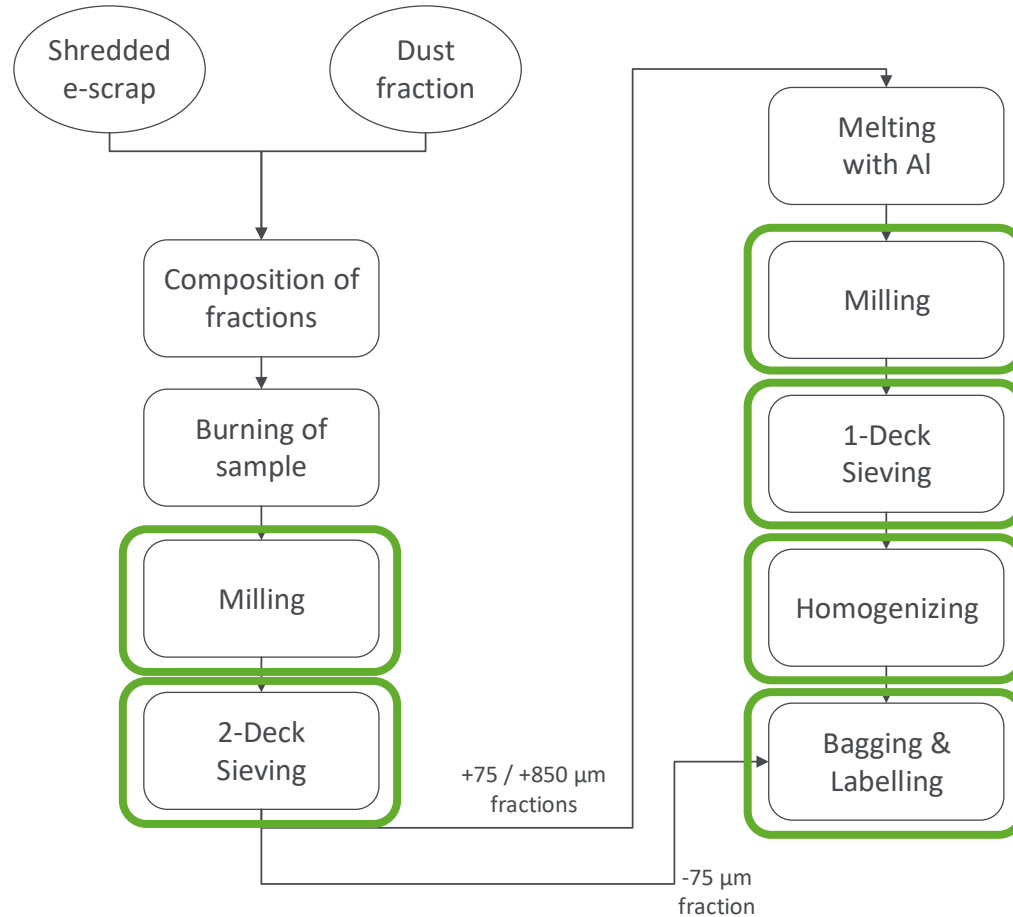 Shredded
e-scrap
Dust
fraction
Composition of
fractions
Burning of
sample
Milling
2-Deck
Sieving
+75 / +850 µm
fractions
-75 µm
fraction
Melting
with Al
Milling
1-Deck
Sieving
Homogenizing
Bagging &
Labelling